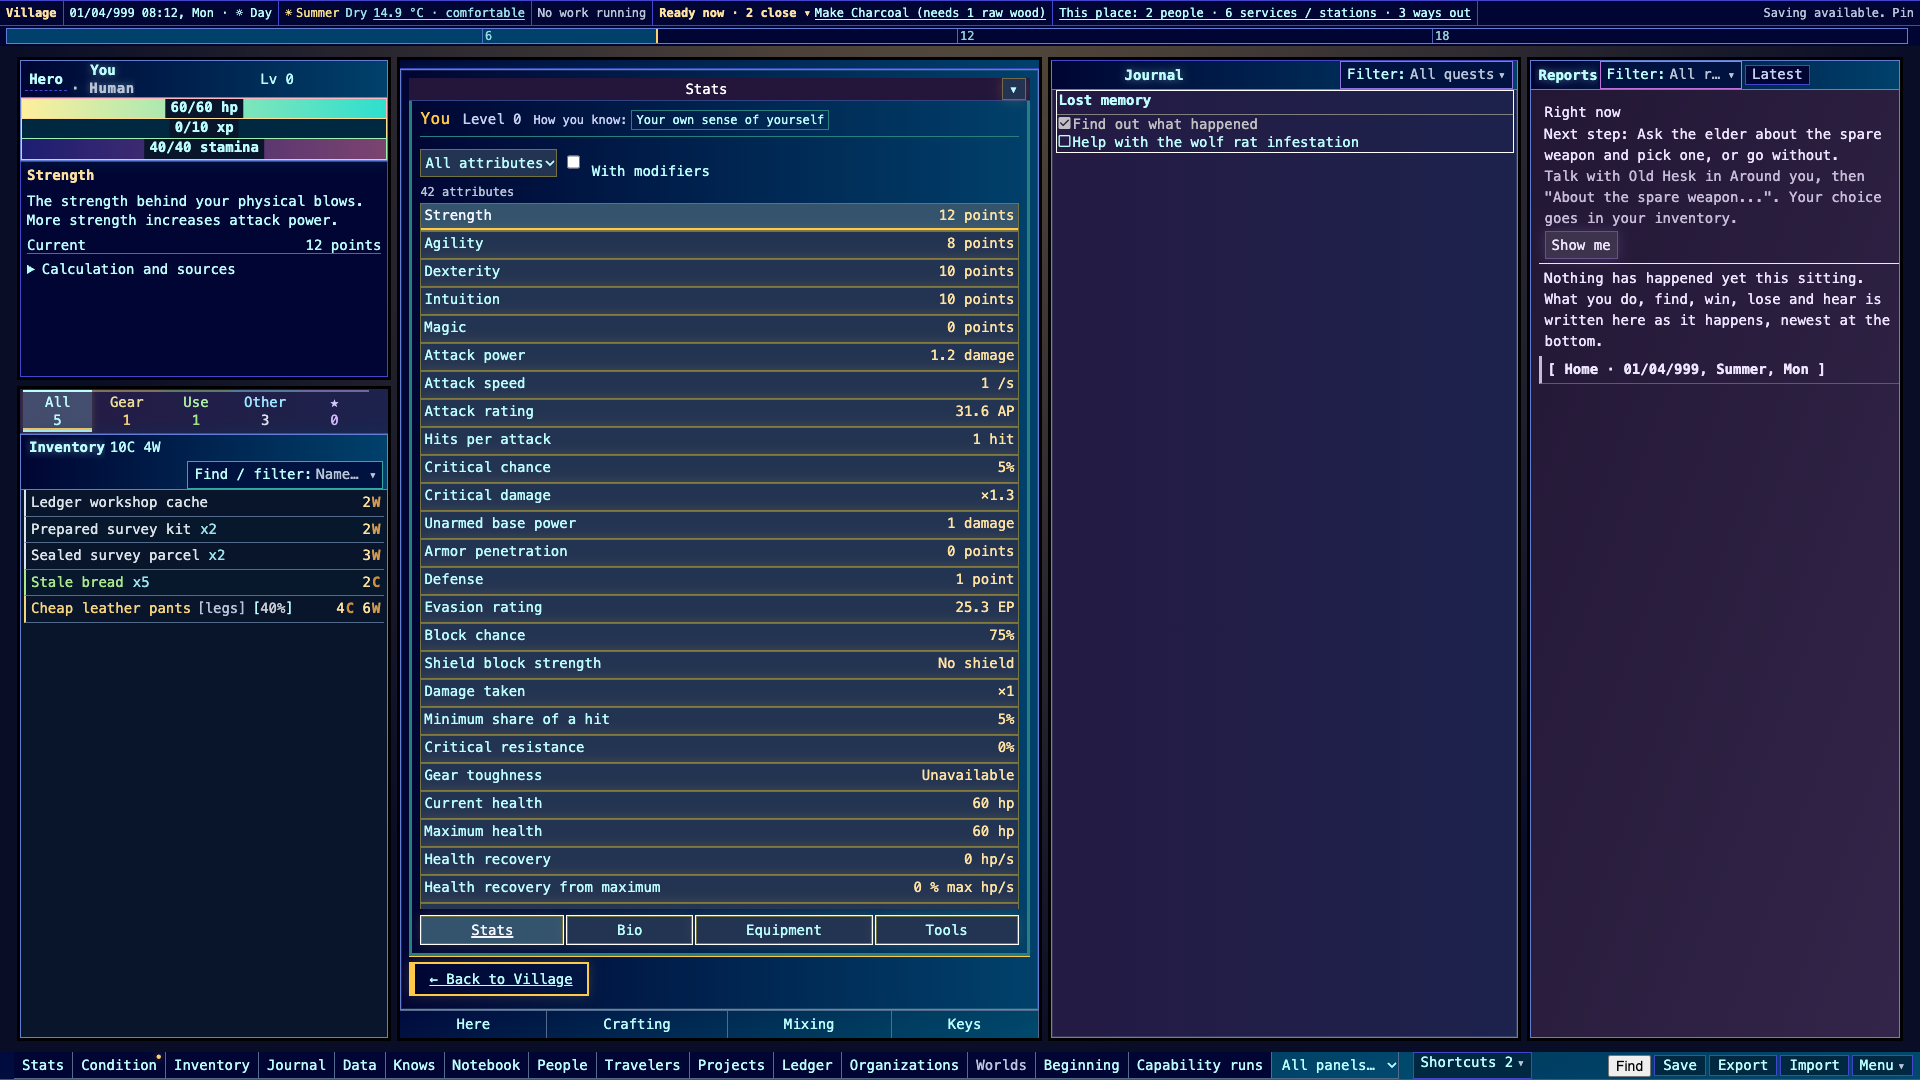 Village 01/04/999 08:12, Mon · ☀ Day ☀ Summer Dry 14.9 °C · comfortable No work running Ready now · 2 close ▾ Make Charcoal (needs 1 raw wood) This place: 2 people · 6 services / stations · 3 ways out Saving available. Pin
6 12 18
Hero · You Human Lv 0
60/60 hp
0/10 xp
40/40 stamina
Strength
The strength behind your physical blows.
More strength increases attack power.
Current 12 points
▶ Calculation and sources
All 5 Gear 1 Use 1 Other 3 ★ 0
Inventory 10C 4W
Find / filter: Name… ▾
Ledger workshop cache 2W
Prepared survey kit x2 2W
Sealed survey parcel x2 3W
Stale bread x5 2C
Cheap leather pants [legs] [40%] 4C 6W
Stats ▼
You Level 0 How you know: Your own sense of yourself
All attributes With modifiers
42 attributes
Strength 12 points
Agility 8 points
Dexterity 10 points
Intuition 10 points
Magic 0 points
Attack power 1.2 damage
Attack speed 1 /s
Attack rating 31.6 AP
Hits per attack 1 hit
Critical chance 5%
Critical damage ×1.3
Unarmed base power 1 damage
Armor penetration 0 points
Defense 1 point
Evasion rating 25.3 EP
Block chance 75%
Shield block strength No shield
Damage taken ×1
Minimum share of a hit 5%
Critical resistance 0%
Gear toughness Unavailable
Current health 60 hp
Maximum health 60 hp
Health recovery 0 hp/s
Health recovery from maximum 0 % max hp/s
Stats Bio Equipment Tools
← Back to Village
Here Crafting Mixing Keys
Journal Filter: All quests ▾
Lost memory
Find out what happened
Help with the wolf rat infestation
Reports Filter: All r… ▾ Latest
Right now
Next step: Ask the elder about the spare
weapon and pick one, or go without.
Talk with Old Hesk in Around you, then
"About the spare weapon...". Your choice
goes in your inventory.
Show me
Nothing has happened yet this sitting.
What you do, find, win, lose and hear is
written here as it happens, newest at the
bottom.
[ Home · 01/04/999, Summer, Mon ]
Stats Condition Inventory Journal Data Knows Notebook People Travelers Projects Ledger Organizations Worlds Beginning Capability runs All panels… Shortcuts 2 ▾ Find Save Export Import Menu ▾